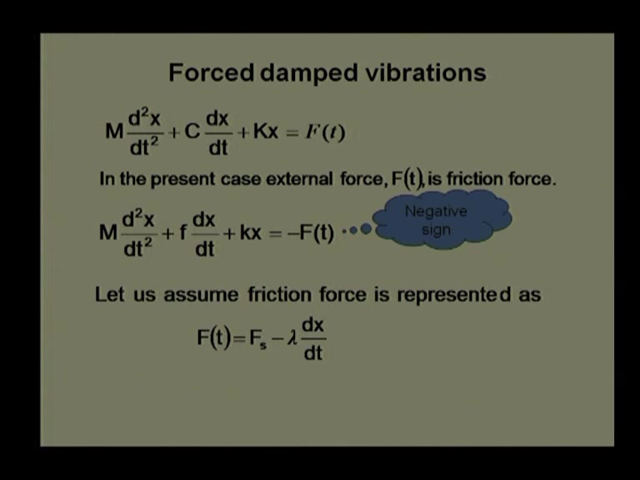 Forced damped vibrations
M d²x/dt² + C dx/dt + Kx = F(t)
In the present case external force, F(t), is friction force.
M d²x/dt² + f dx/dt + kx = –F(t)
Negative
sign
Let us assume friction force is represented as
F(t) = Fₛ – λ dx/dt